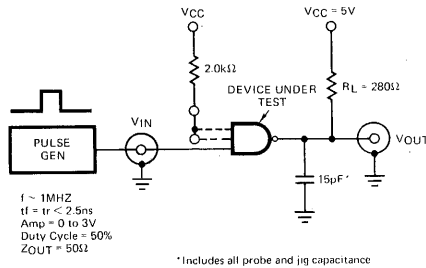 VCC
VCC = 5V
2.0kΩ
DEVICE UNDER
TEST
RL = 280Ω
VIN
PULSE
GEN
VOUT
15pF*
f ~ 1MHZ
tf = tr < 2.5ns
Amp = 0 to 3V
Duty Cycle = 50%
ZOUT = 50Ω
*Includes all probe and jig capacitance